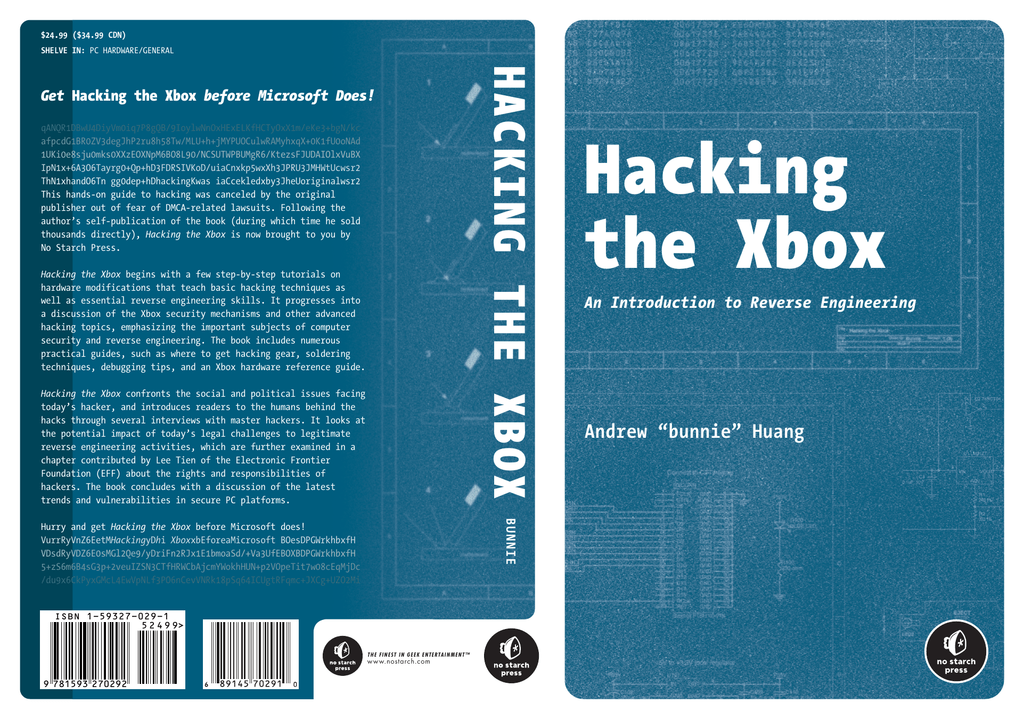 $24.99 ($34.99 CDN)
SHELVE IN: PC HARDWARE/GENERAL
Get Hacking the Xbox before Microsoft Does!
This hands-on guide to hacking was canceled by the original
publisher out of fear of DMCA-related lawsuits. Following the
author's self-publication of the book (during which time he sold
thousands directly), Hacking the Xbox is now brought to you by
No Starch Press.
Hacking the Xbox begins with a few step-by-step tutorials on
hardware modifications that teach basic hacking techniques as
well as essential reverse engineering skills. It progresses into
a discussion of the Xbox security mechanisms and other advanced
hacking topics, emphasizing the important subjects of computer
security and reverse engineering. The book includes numerous
practical guides, such as where to get hacking gear, soldering
techniques, debugging tips, and an Xbox hardware reference guide.
Hacking the Xbox confronts the social and political issues facing
today's hacker, and introduces readers to the humans behind the
hacks through several interviews with master hackers. It looks at
the potential impact of today's legal challenges to legitimate
reverse engineering activities, which are further examined in a
chapter contributed by Lee Tien of the Electronic Frontier
Foundation (EFF) about the rights and responsibilities of
hackers. The book concludes with a discussion of the latest
trends and vulnerabilities in secure PC platforms.
Hurry and get Hacking the Xbox before Microsoft does!
ISBN 1-59327-029-1
52499>
9 781593 270292
6 89145 70291 0
THE FINEST IN GEEK ENTERTAINMENT™
www.nostarch.com
no starch
press
no starch
press
HACKING THE XBOX
BUNNIE
Hacking
the Xbox
An Introduction to Reverse Engineering
Andrew “bunnie” Huang
no starch
press